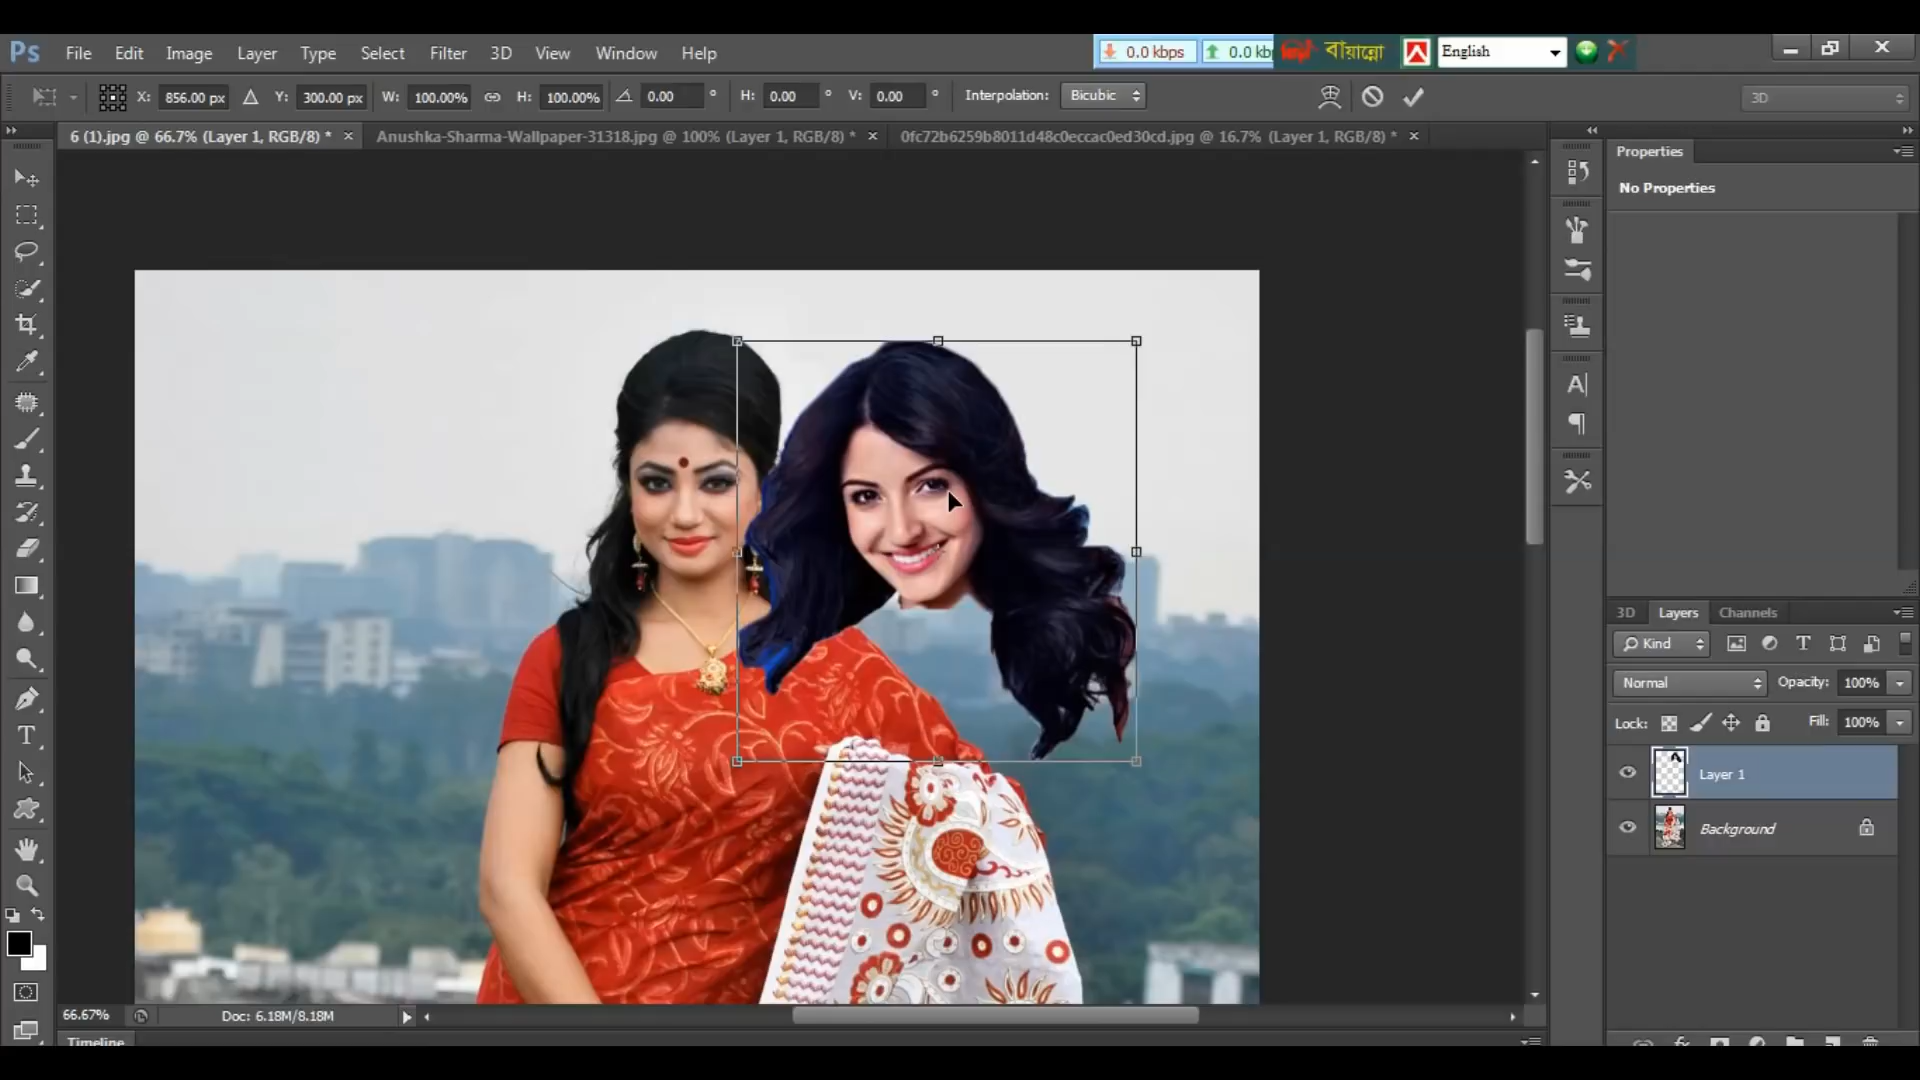 Ps File Edit Image Layer Type Select Filter 3D View Window Help
0.0 kbps 0.0 kb বায়ান্নো English
X: 856.00 px Y: 300.00 px W: 100.00% H: 100.00% 0.00 ° H: 0.00 ° V: 0.00 ° Interpolation: Bicubic 3D
6 (1).jpg @ 66.7% (Layer 1, RGB/8) * × Anushka-Sharma-Wallpaper-31318.jpg @ 100% (Layer 1, RGB/8) * × 0fc72b6259b8011d48c0eccac0ed30cd.jpg @ 16.7% (Layer 1, RGB/8) * ×
Properties
No Properties
3D Layers Channels
Kind
Normal Opacity: 100%
Lock: Fill: 100%
Layer 1
Background
66.67% Doc: 6.18M/8.18M
Timeline